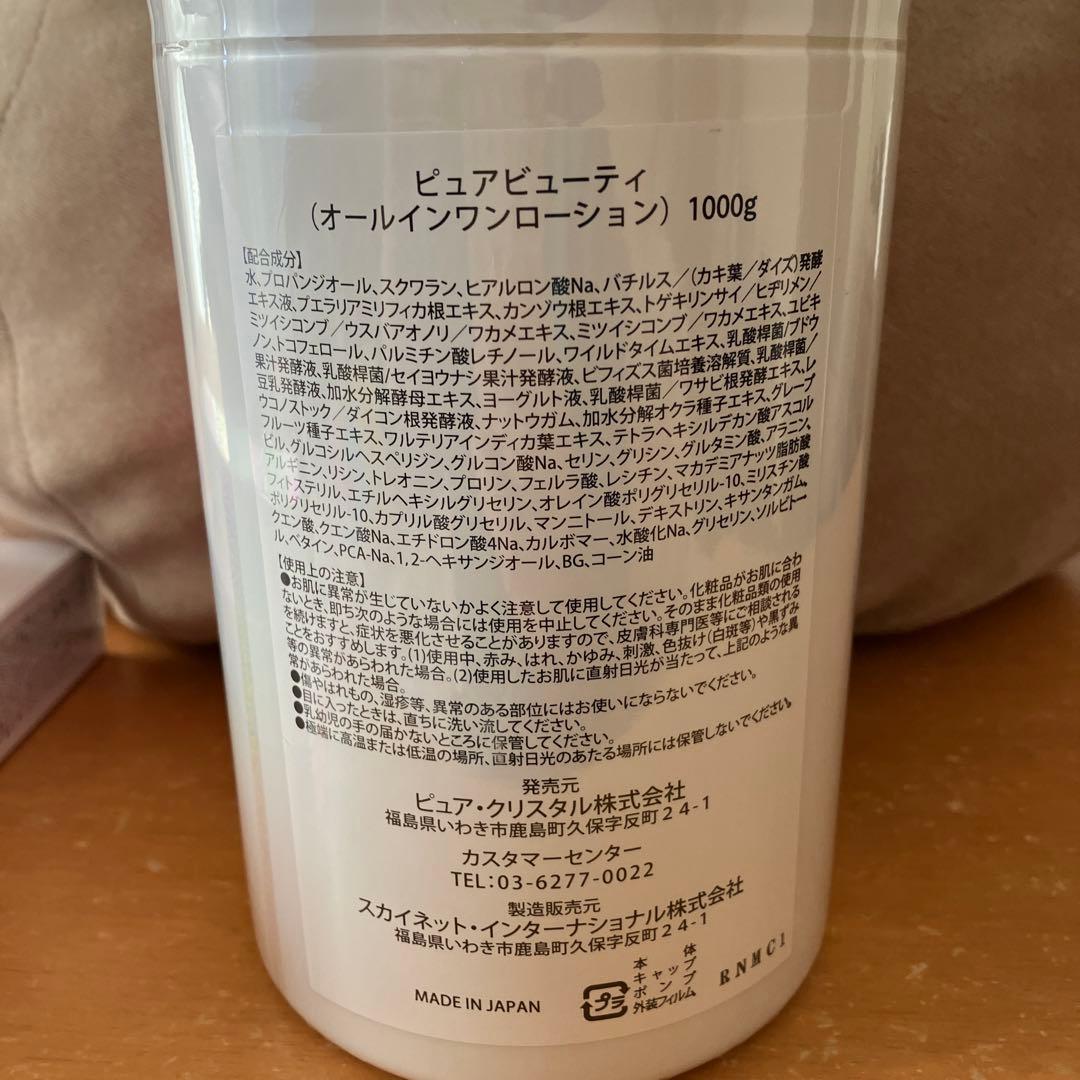 ピュアビューティ
（オールインワンローション）1000g
【配合成分】
水、プロパンジオール、スクワラン、ヒアルロン酸Na、バチルス／(カキ葉／ダイズ)発酵
エキス液、プエラリアミリフィカ根エキス、カンゾウ根エキス、トゲキリンサイ／ヒヂリメン／
ミツイシコンブ／ウスバアオノリ／ワカメエキス、ミツイシコンブ／ワカメエキス、ユビキ
ノン、トコフェロール、パルミチン酸レチノール、ワイルドタイムエキス、乳酸桿菌/ブドウ
果汁発酵液、乳酸桿菌/セイヨウナシ果汁発酵液、ビフィズス菌培養溶解質、乳酸桿菌／
豆乳発酵液、加水分解酵母エキス、ヨーグルト液、乳酸桿菌／ワサビ根発酵エキス、レ
ウコノストック／ダイコン根発酵液、ナットウガム、加水分解オクラ種子エキス、グレープ
フルーツ種子エキス、ワルテリアインディカ葉エキス、テトラヘキシルデカン酸アスコル
ビル、グルコシルヘスペリジン、グルコン酸Na、セリン、グリシン、グルタミン酸、アラニン、
アルギニン、リシン、トレオニン、プロリン、フェルラ酸、レシチン、マカデミアナッツ脂肪酸
フィトステリル、エチルヘキシルグリセリン、オレイン酸ポリグリセリル-10、ミリスチン酸
ポリグリセリル-10、カプリル酸グリセリル、マンニトール、デキストリン、キサンタンガム、
クエン酸、クエン酸Na、エチドロン酸4Na、カルボマー、水酸化Na、グリセリン、ソルビトー
ル、ベタイン、PCA-Na、1,2-ヘキサンジオール、BG、コーン油
【使用上の注意】
●お肌に異常が生じていないかよく注意して使用してください。化粧品がお肌に合わ
ないとき、即ち次のような場合には使用を中止してください。そのまま化粧品類の使用
を続けますと、症状を悪化させることがありますので、皮膚科専門医等にご相談される
ことをおすすめします。(1)使用中、赤み、はれ、かゆみ、刺激、色抜け(白斑等)や黒ずみ
等の異常があらわれた場合。(2)使用したお肌に直射日光が当たって、上記のような異
常があらわれた場合。
●傷やはれもの、湿疹等、異常のある部位にはお使いにならないでください。
●目に入ったときは、直ちに洗い流してください。
●乳幼児の手の届かないところに保管してください。
●極端に高温または低温の場所、直射日光のあたる場所には保管しないでください。
発売元
ピュア・クリスタル株式会社
福島県いわき市鹿島町久保字反町２４-１
カスタマーセンター
TEL:03-6277-0022
製造販売元
スカイネット・インターナショナル株式会社
福島県いわき市鹿島町久保字反町２４-１
MADE IN JAPAN
プラ
本体
キャップ
ポンプ
外装フィルム
RNMC1